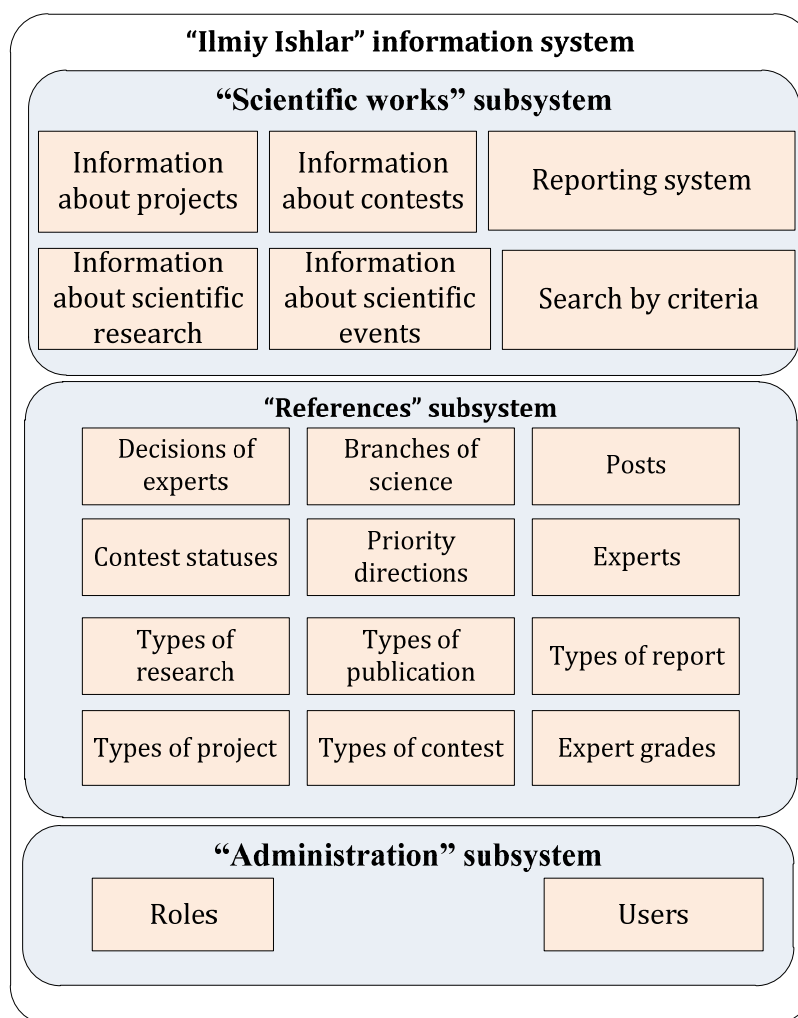 “Ilmiy Ishlar” information system
“Scientific works” subsystem
Information
about projects
Information
about contests
Reporting system
Information
about scientific
research
Information
about scientific
events
Search by criteria
“References” subsystem
Decisions of
experts
Branches of
science
Posts
Contest statuses
Priority
directions
Experts
Types of
research
Types of
publication
Types of report
Types of project
Types of contest
Expert grades
“Administration” subsystem
Roles
Users